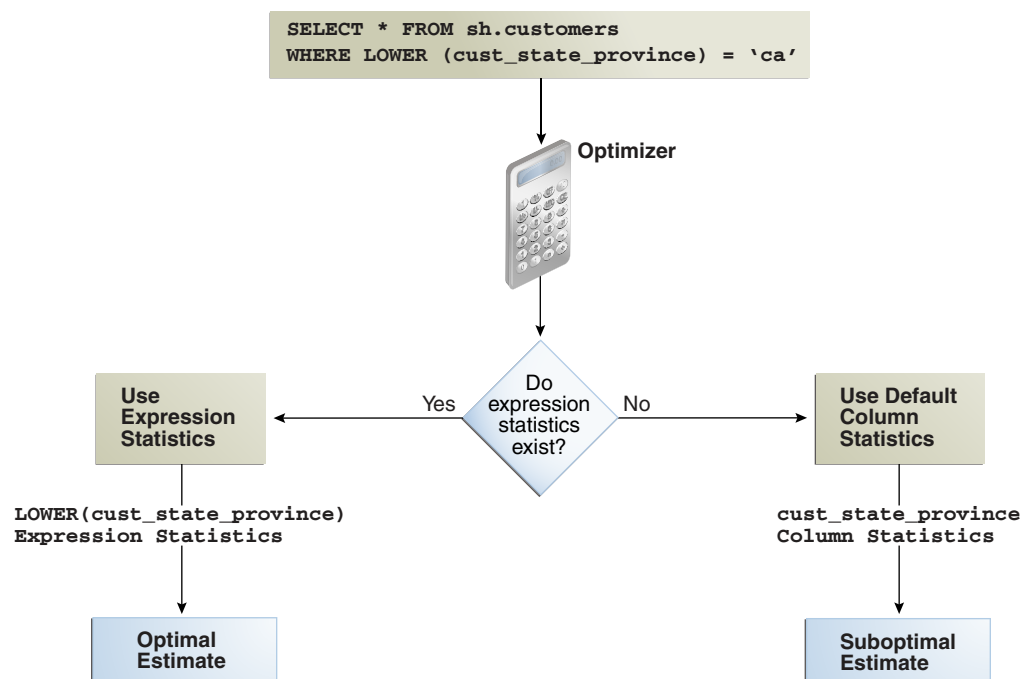 SELECT * FROM sh.customers
WHERE LOWER (cust_state_province) = ‘ca’
Optimizer
Do
expression
statistics
exist?
Yes
No
Use
Expression
Statistics
Use Default
Column
Statistics
LOWER(cust_state_province)
Expression Statistics
cust_state_province
Column Statistics
Optimal
Estimate
Suboptimal
Estimate